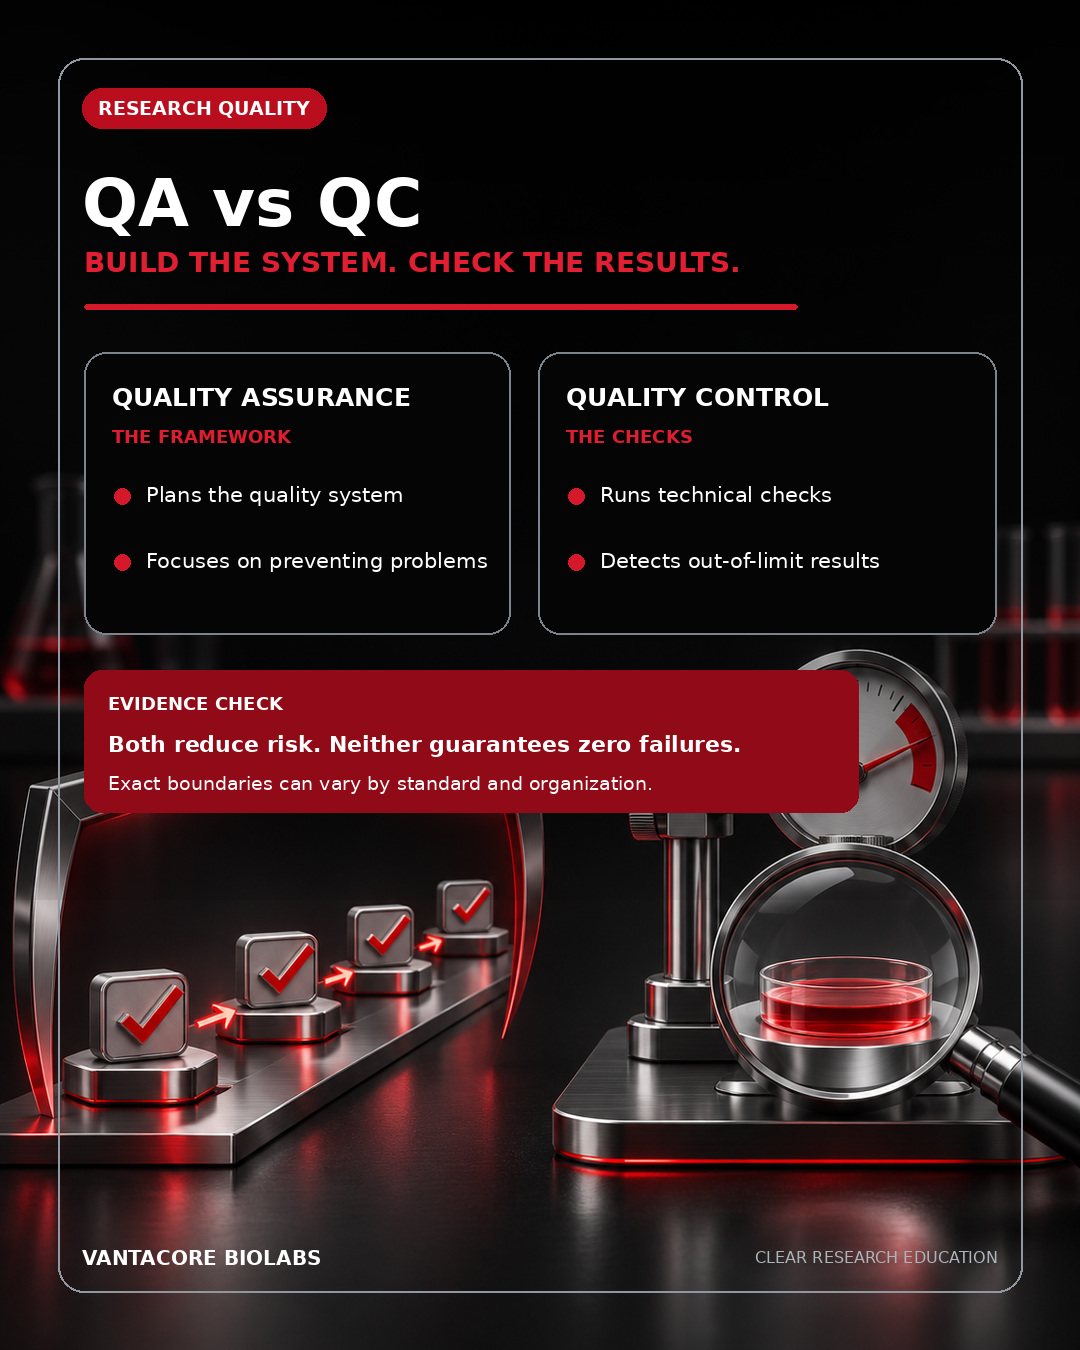 RESEARCH QUALITY
QA vs QC
BUILD THE SYSTEM. CHECK THE RESULTS.
QUALITY ASSURANCE
THE FRAMEWORK
Plans the quality system
Focuses on preventing problems
QUALITY CONTROL
THE CHECKS
Runs technical checks
Detects out-of-limit results
EVIDENCE CHECK
Both reduce risk. Neither guarantees zero failures.
Exact boundaries can vary by standard and organization.
VANTACORE BIOLABS
CLEAR RESEARCH EDUCATION